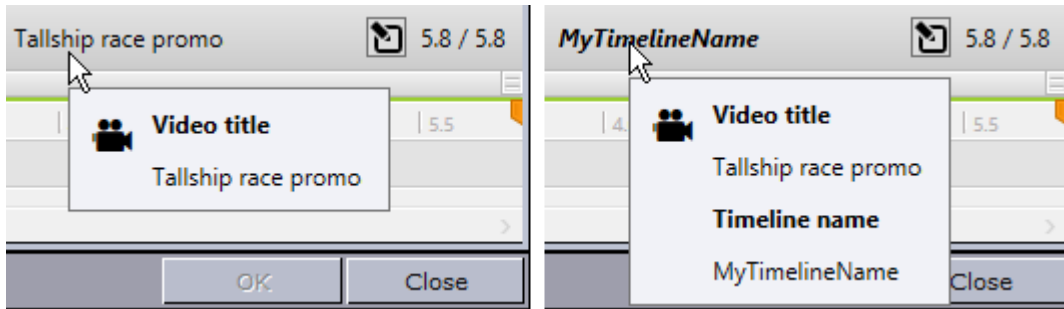 Tallship race promo
5.8 / 5.8
Video title
5.5
Tallship race promo
OK
Close
MyTimelineName
5.8 / 5.8
4.
Video title
5.5
Tallship race promo
Timeline name
MyTimelineName
Close